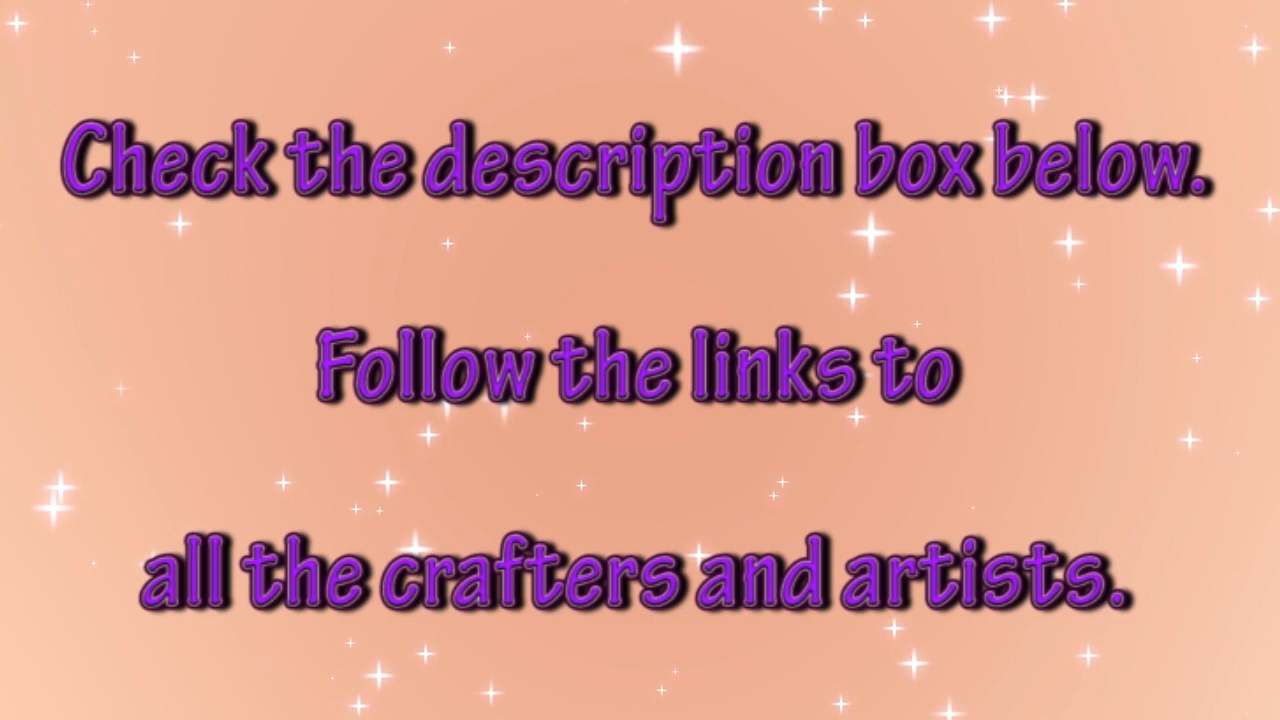 Check the description box below.
Follow the links to
all the crafters and artists.